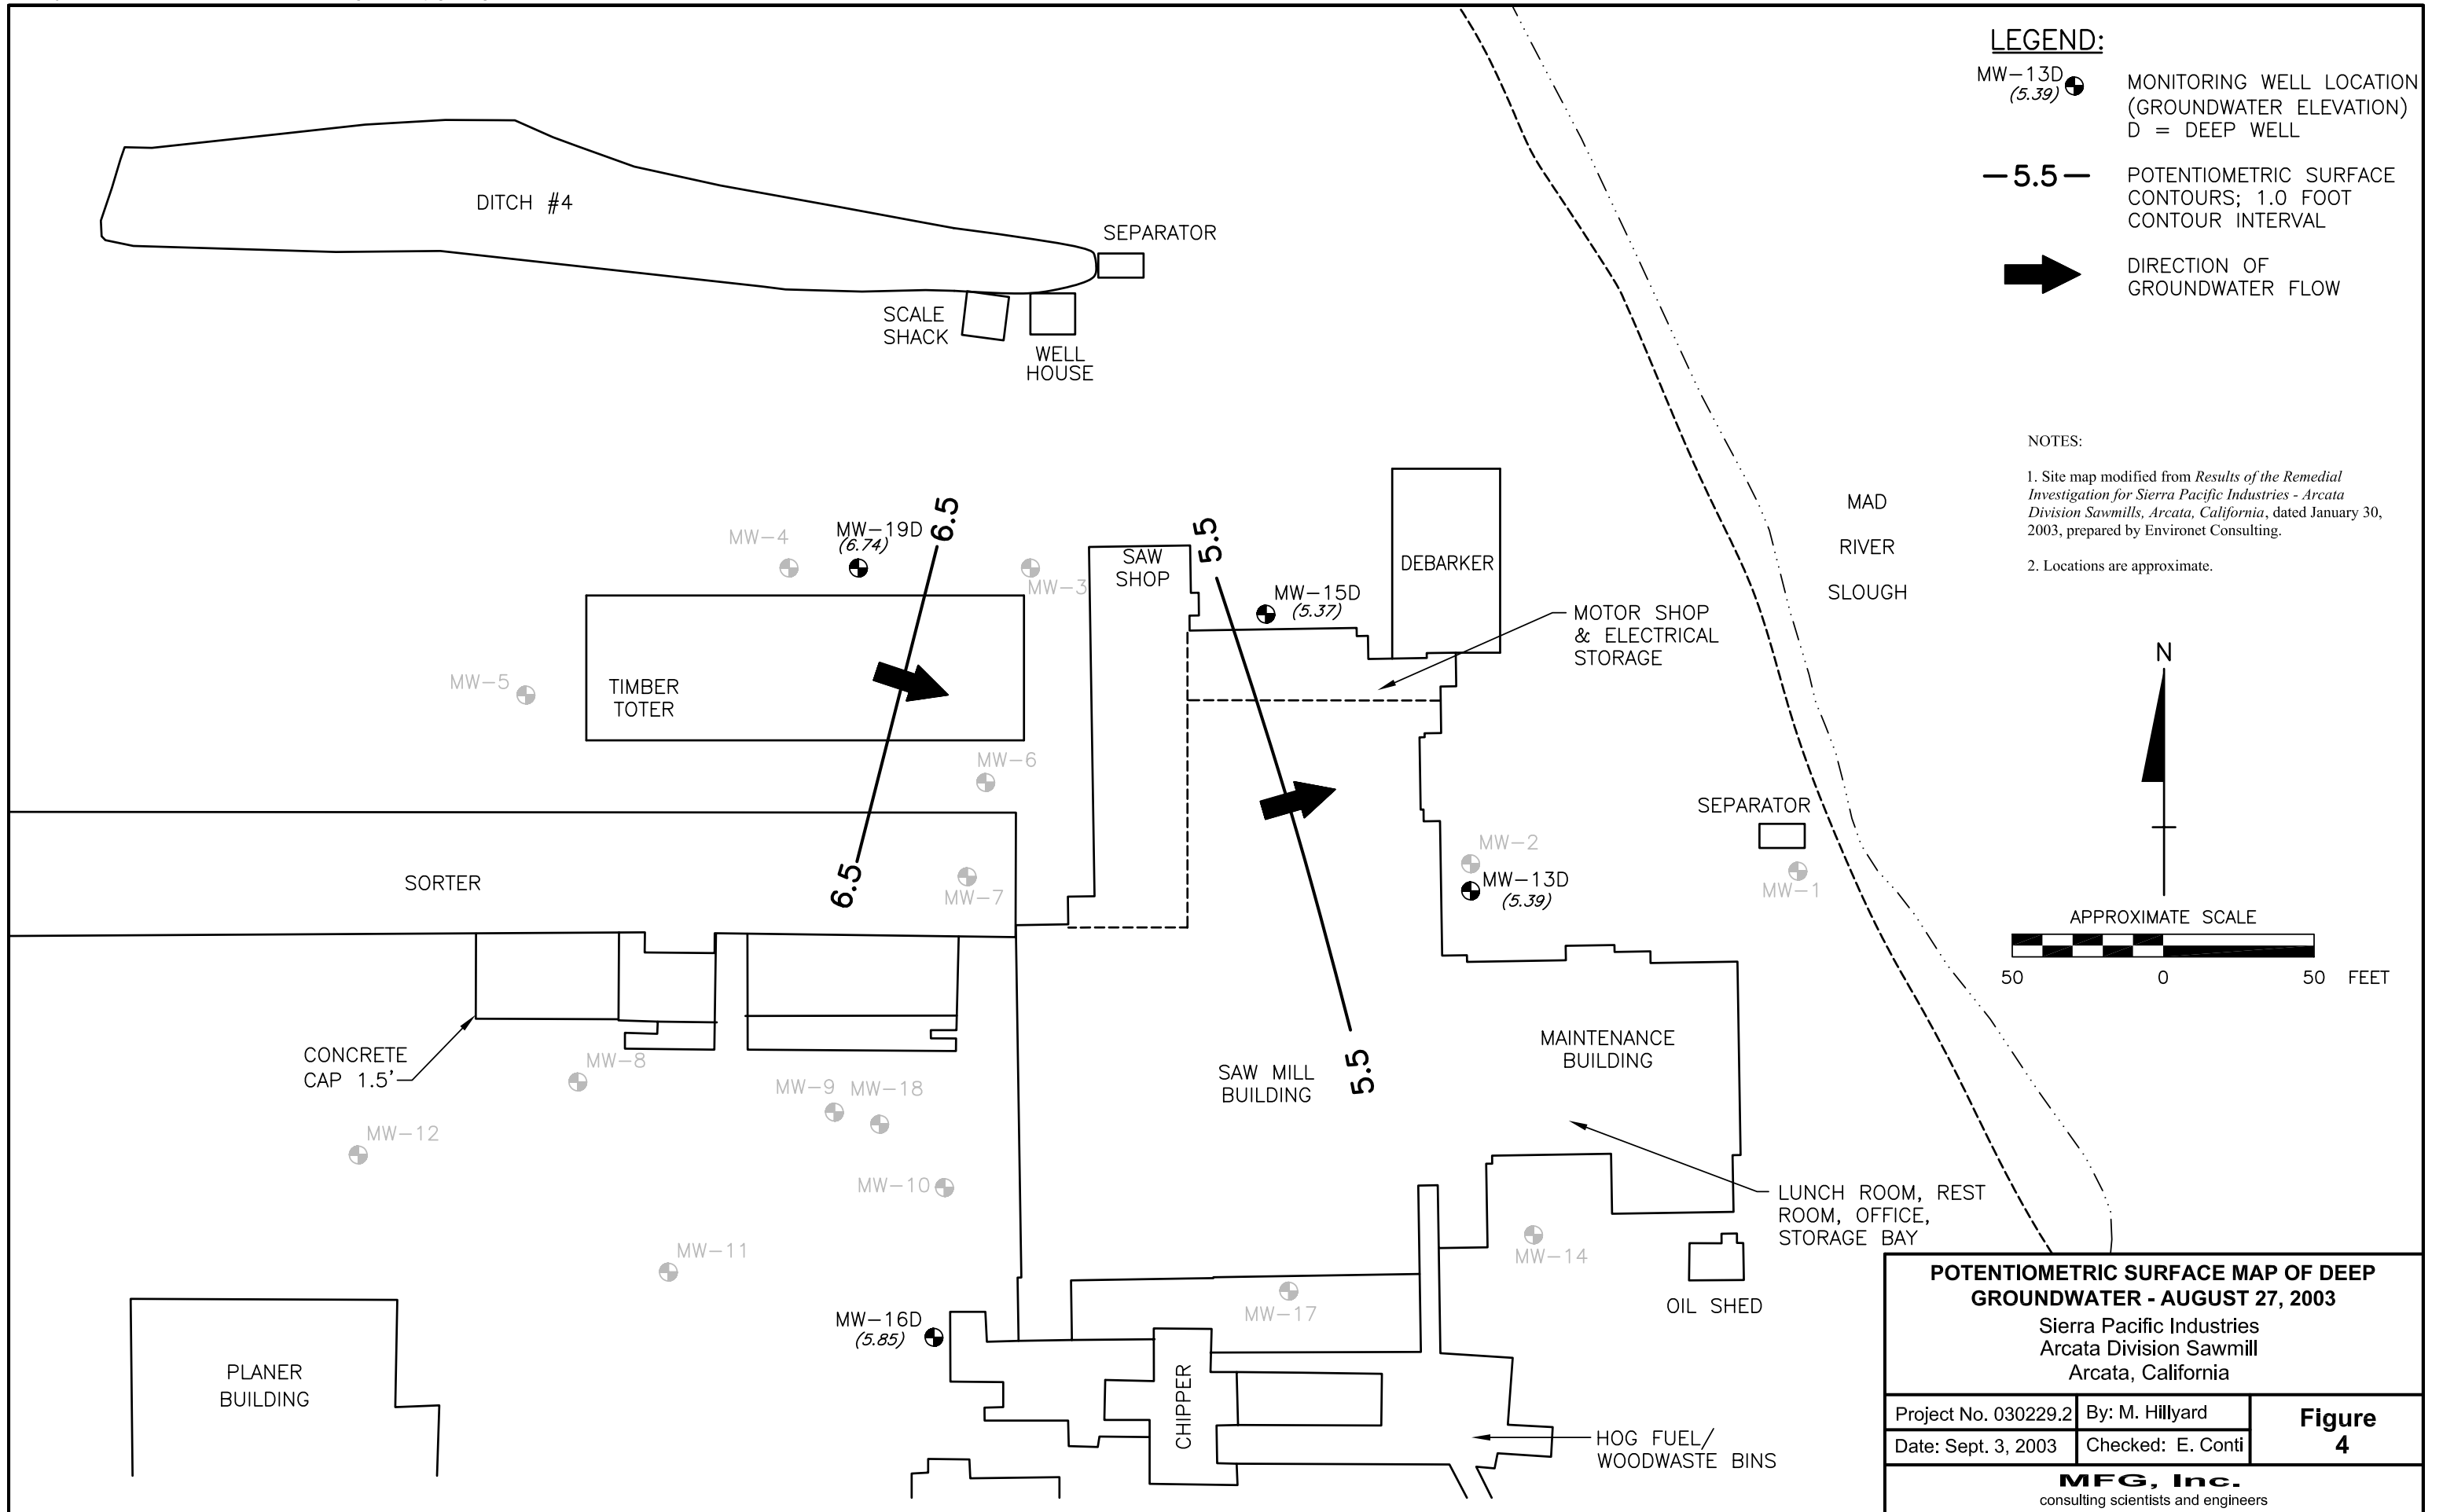 LEGEND:
MW-13D
(5.39)
MONITORING WELL LOCATION
(GROUNDWATER ELEVATION)
D = DEEP WELL
-5.5-
POTENTIOMETRIC SURFACE
CONTOURS; 1.0 FOOT
CONTOUR INTERVAL
DIRECTION OF
GROUNDWATER FLOW
NOTES:
1. Site map modified from Results of the Remedial
Investigation for Sierra Pacific Industries - Arcata
Division Sawmills, Arcata, California, dated January 30,
2003, prepared by Environet Consulting.
2. Locations are approximate.
N
APPROXIMATE SCALE
50 0 50 FEET
DITCH #4
SEPARATOR
SCALE
SHACK
WELL
HOUSE
MW-4
MW-19D
(6.74)
6.5
MW-3
SAW
SHOP
5.5
MW-15D
(5.37)
DEBARKER
MAD
RIVER
SLOUGH
MOTOR SHOP
& ELECTRICAL
STORAGE
MW-5
TIMBER
TOTER
MW-6
SEPARATOR
MW-2
MW-13D
(5.39)
MW-1
SORTER
6.5
MW-7
CONCRETE
CAP 1.5'
MW-8
MW-9
MW-18
MW-12
MW-10
MW-11
SAW MILL
BUILDING
5.5
MAINTENANCE
BUILDING
LUNCH ROOM, REST
ROOM, OFFICE,
STORAGE BAY
MW-14
OIL SHED
MW-17
MW-16D
(5.85)
PLANER
BUILDING
CHIPPER
HOG FUEL/
WOODWASTE BINS
POTENTIOMETRIC SURFACE MAP OF DEEP
GROUNDWATER - AUGUST 27, 2003
Sierra Pacific Industries
Arcata Division Sawmill
Arcata, California
Project No. 030229.2
By: M. Hillyard
Date: Sept. 3, 2003
Checked: E. Conti
Figure
4
MFG, Inc.
consulting scientists and engineers